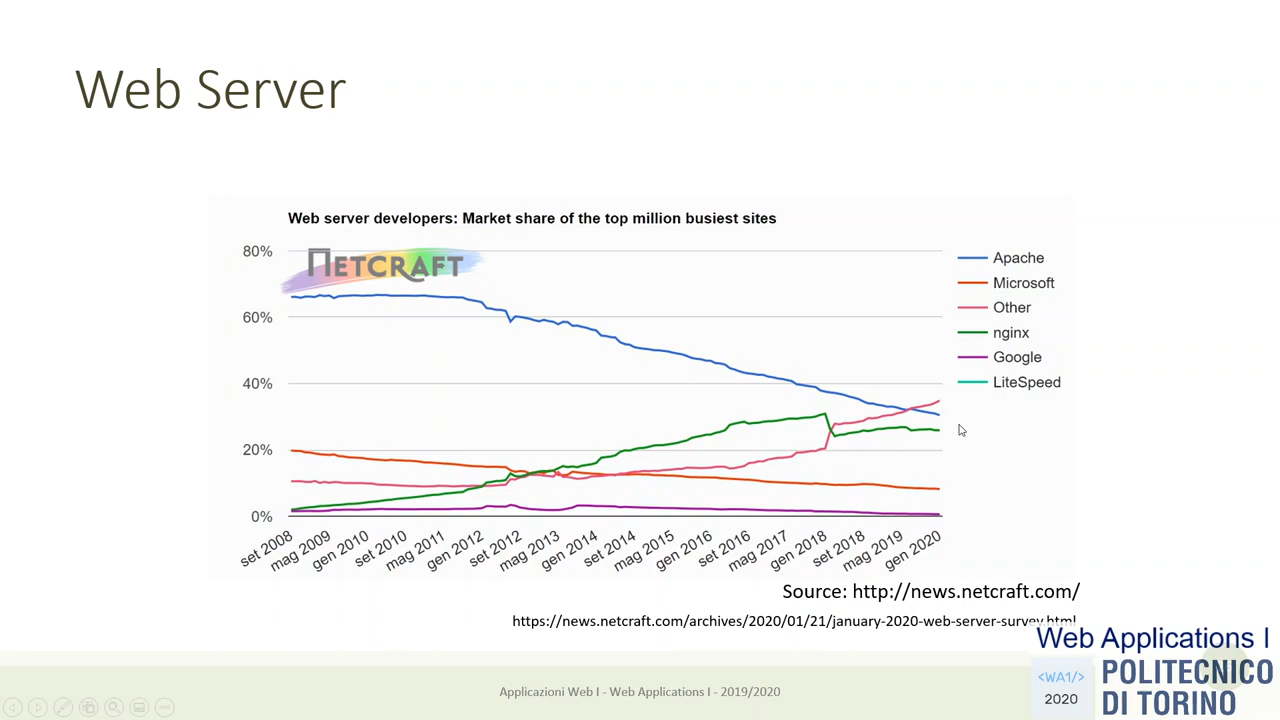 Web Server
Web server developers: Market share of the top million busiest sites
80%
60%
40%
20%
0%
NETCRAFT
Apache
Microsoft
Other
nginx
Google
LiteSpeed
set 2008
mag 2009
gen 2010
set 2010
mag 2011
gen 2012
set 2012
mag 2013
gen 2014
set 2014
mag 2015
gen 2016
set 2016
mag 2017
gen 2018
set 2018
mag 2019
gen 2020
Source: http://news.netcraft.com/
https://news.netcraft.com/archives/2020/01/21/january-2020-web-server-survey.html
Applicazioni Web I - Web Applications I - 2019/2020
Web Applications I
<WA1/>
2020
POLITECNICO
DI TORINO